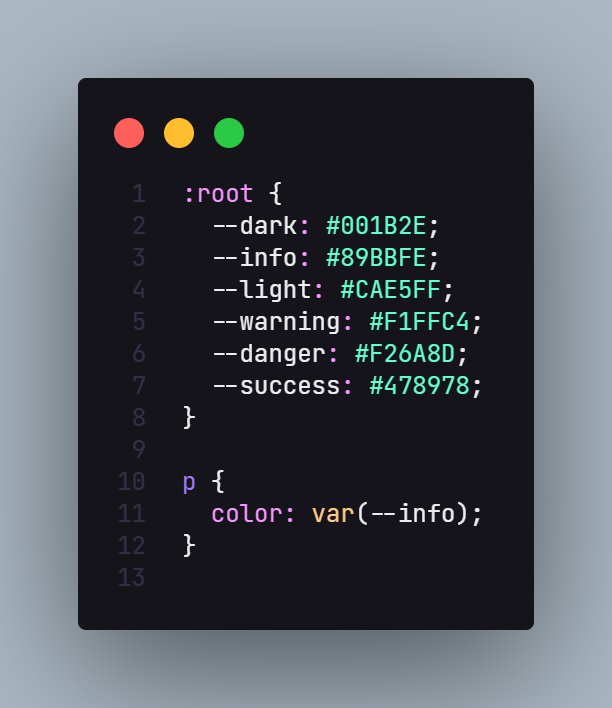 1 :root {
2   --dark: #001B2E;
3   --info: #89BBFE;
4   --light: #CAE5FF;
5   --warning: #F1FFC4;
6   --danger: #F26A8D;
7   --success: #478978;
8 }
9
10 p {
11   color: var(--info);
12 }
13